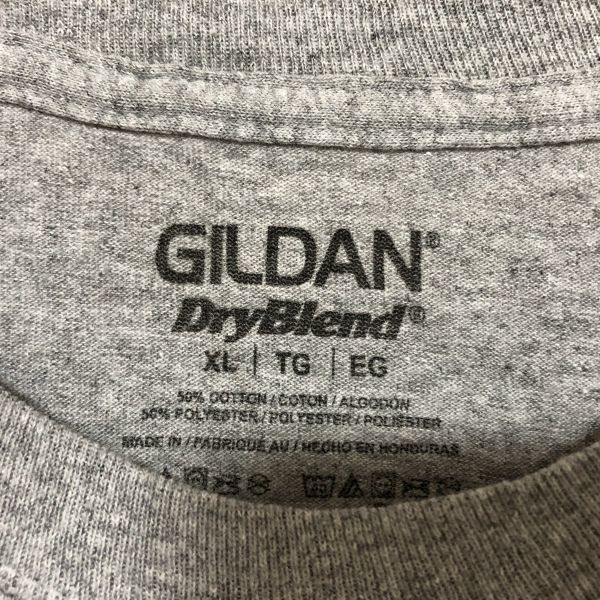 GILDAN®
DryBlend®
XL | TG | EG
50% COTTON / COTON / ALGODÓN
50% POLYESTER / POLYESTER / POLIESTER
MADE IN / FABRIQUÉ AU / HECHO EN HONDURAS